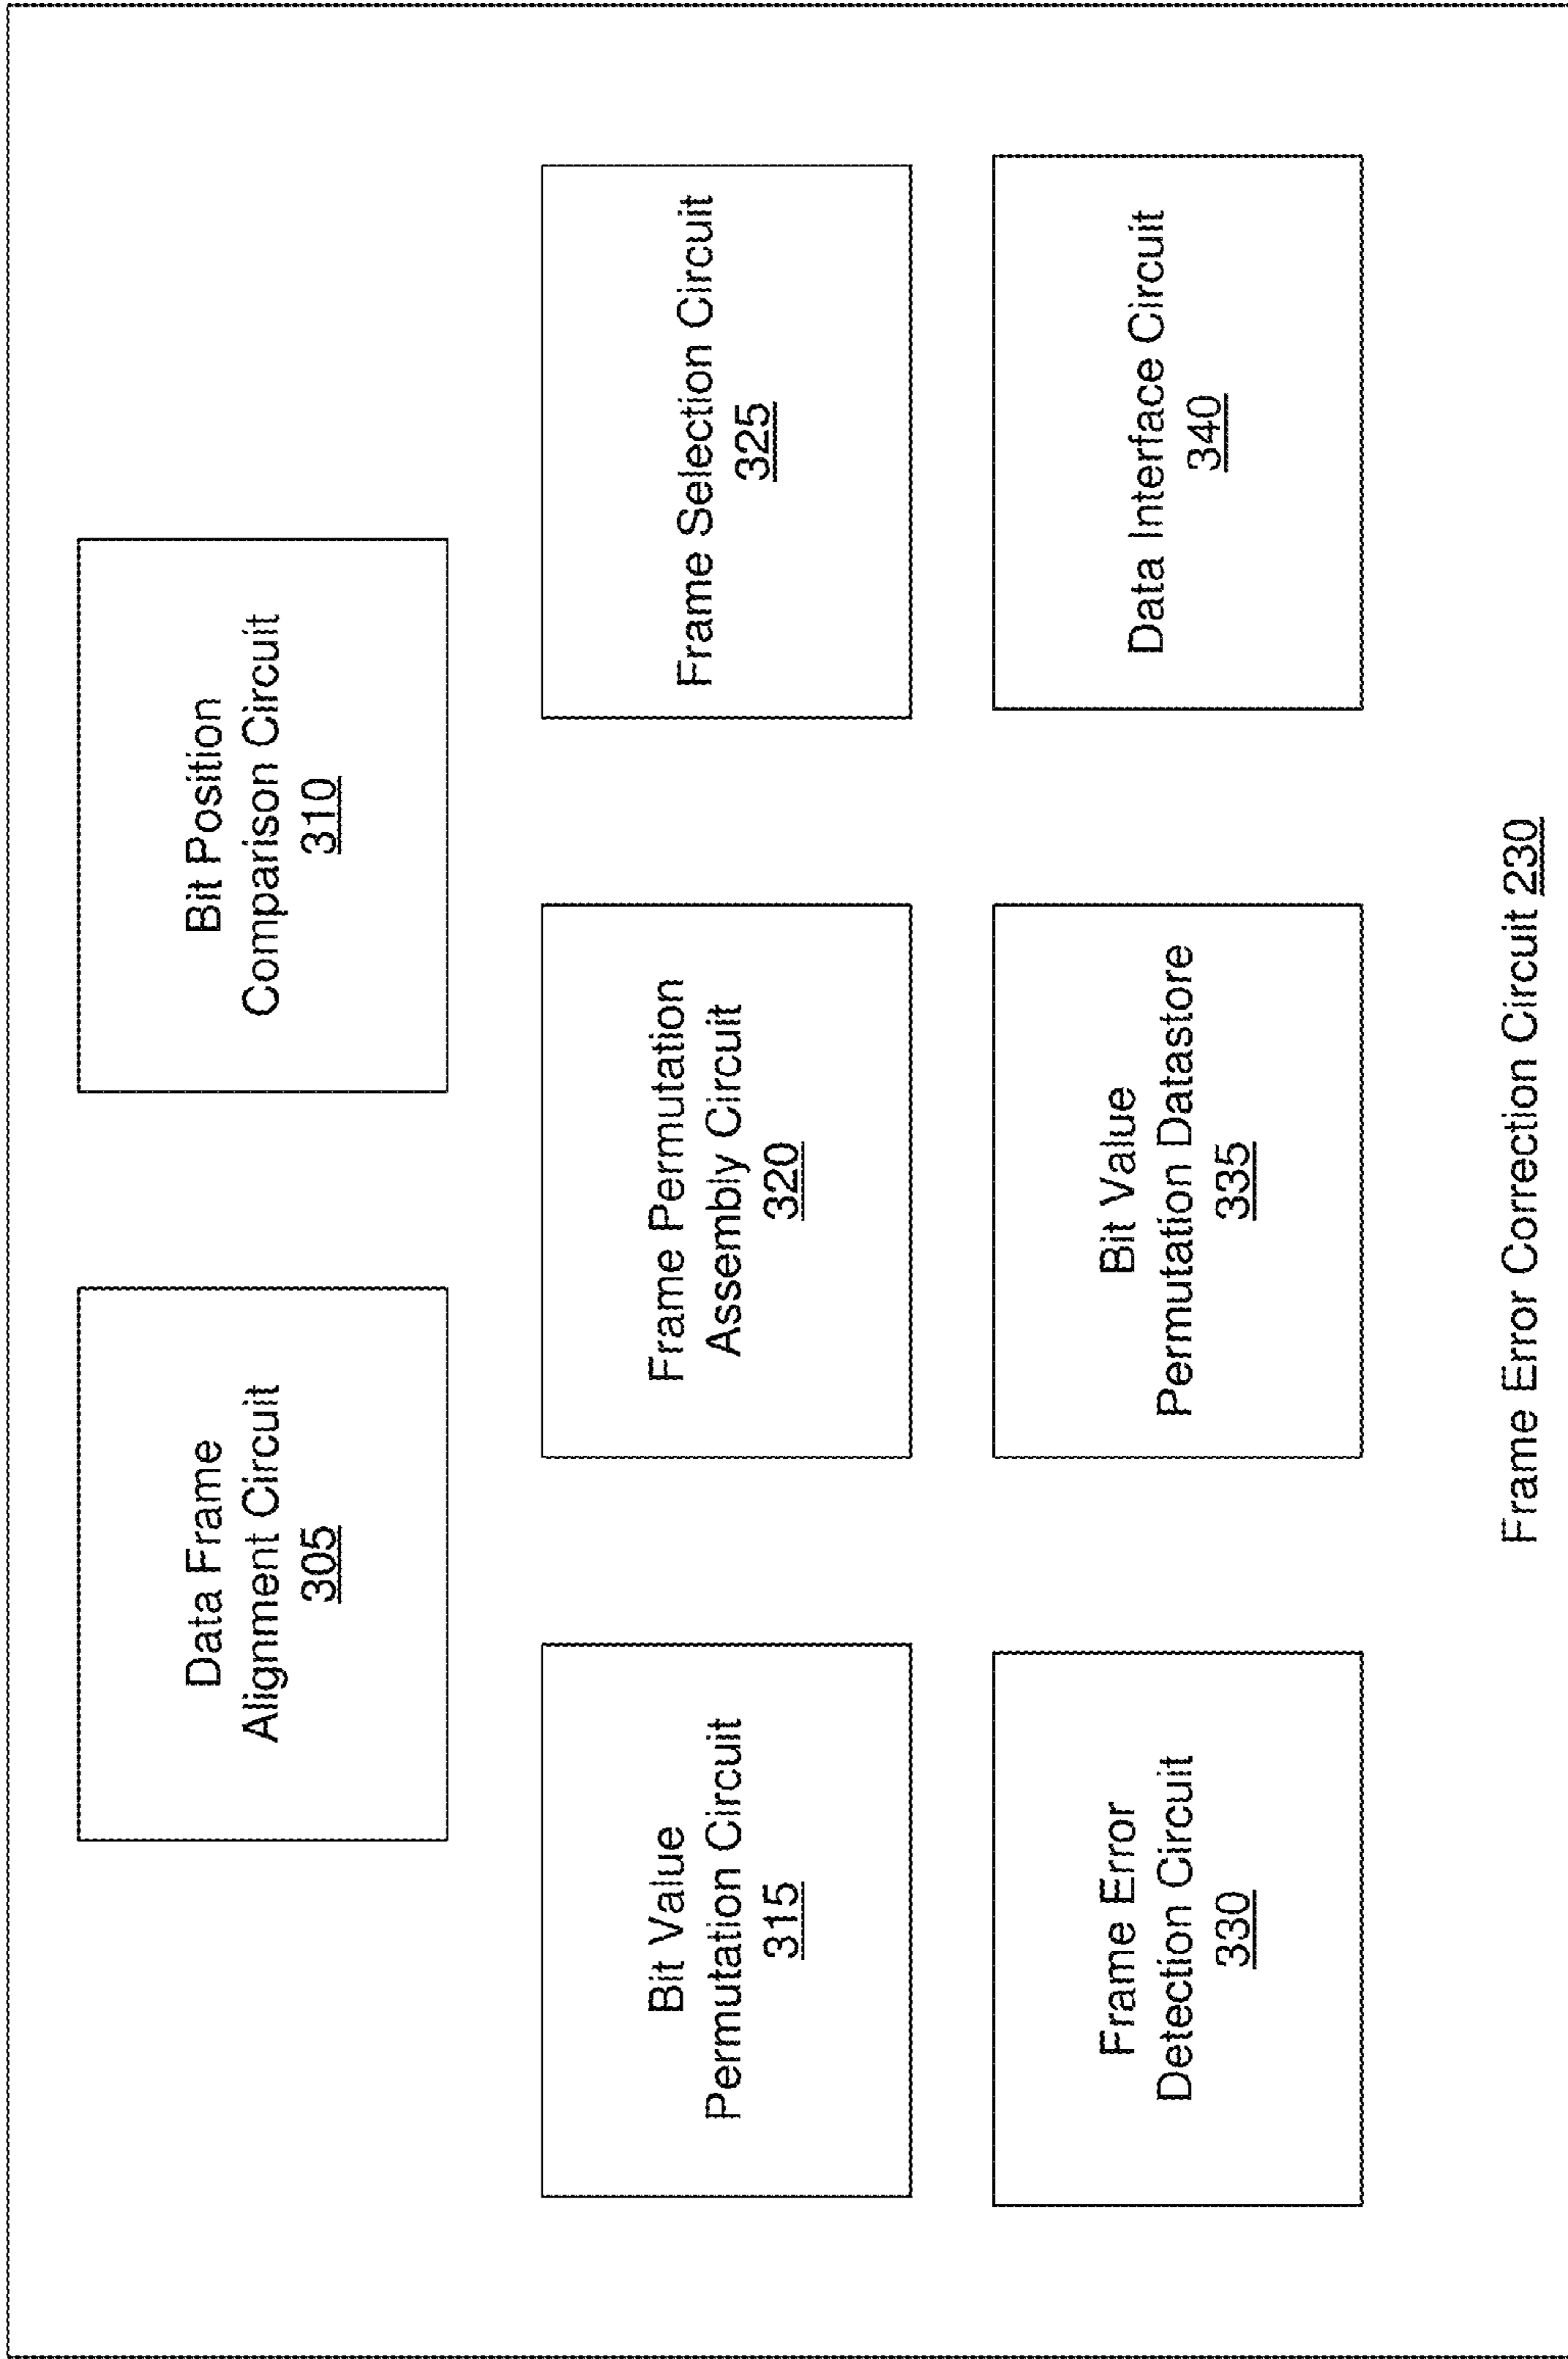 Data Frame
Alignment Circuit
305
Bit Position
Comparison Circuit
310
Bit Value
Permutation Circuit
315
Frame Permutation
Assembly Circuit
320
Frame Selection Circuit
325
Frame Error
Detection Circuit
330
Bit Value
Permutation Datastore
335
Data Interface Circuit
340
Frame Error Correction Circuit 230